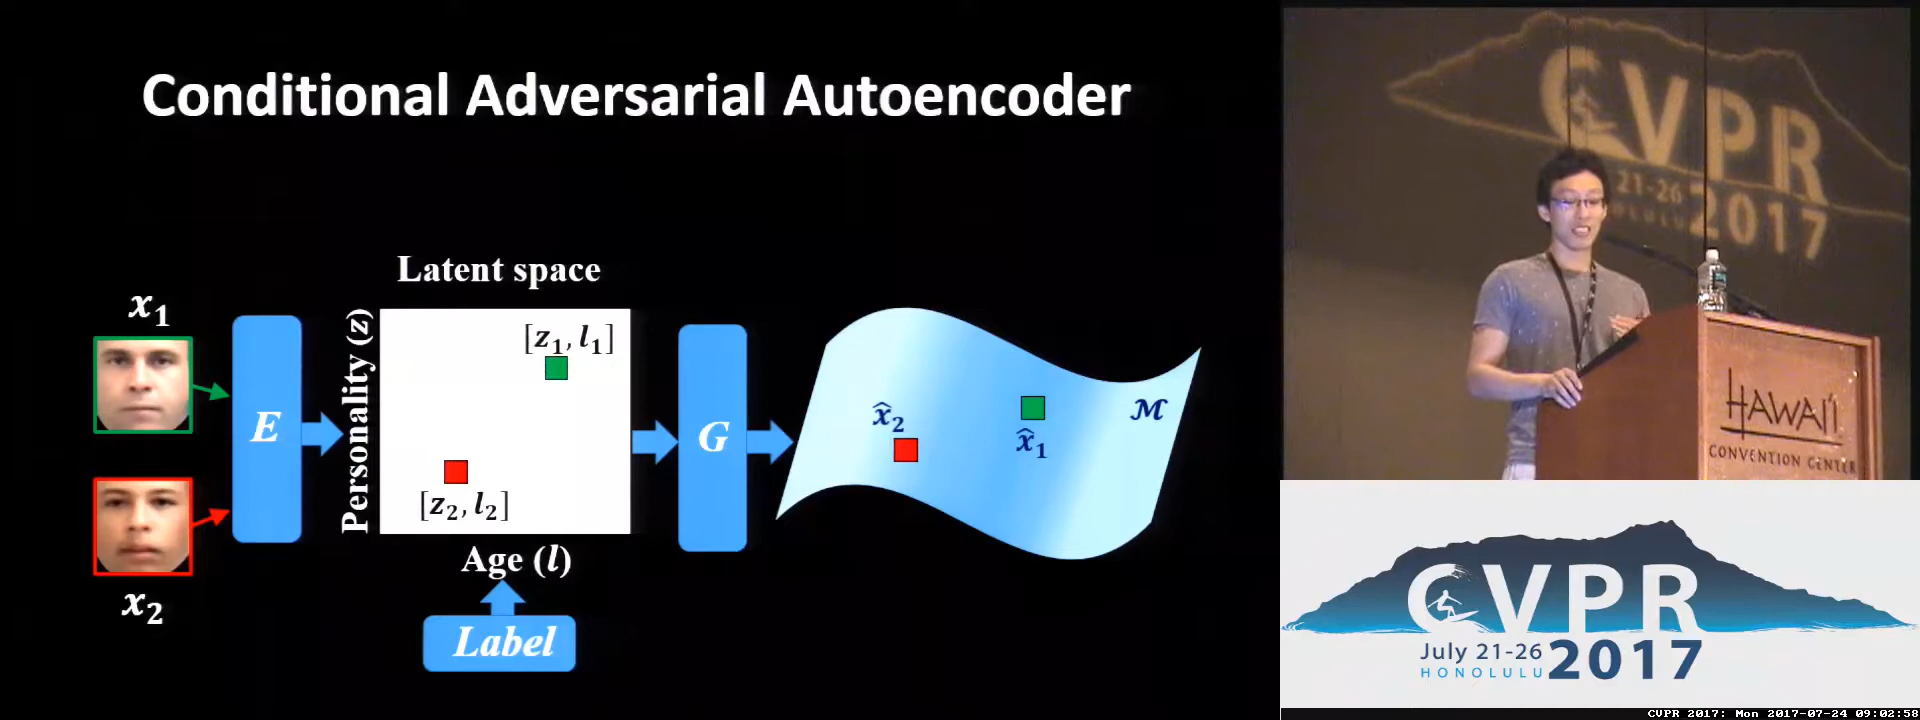 Conditional Adversarial Autoencoder
Latent space
x₁
E
Personality (z)
[z₁, l₁]
[z₂, l₂]
G
x̂₂
x̂₁
ℳ
x₂
Age (l)
Label
CVPR
21-26
2017
HAWAI'I
CONVENTION CENTER
CVPR
July 21-26
HONOLULU
2017
CVPR 2017: Mon 2017-07-24 09:02:58